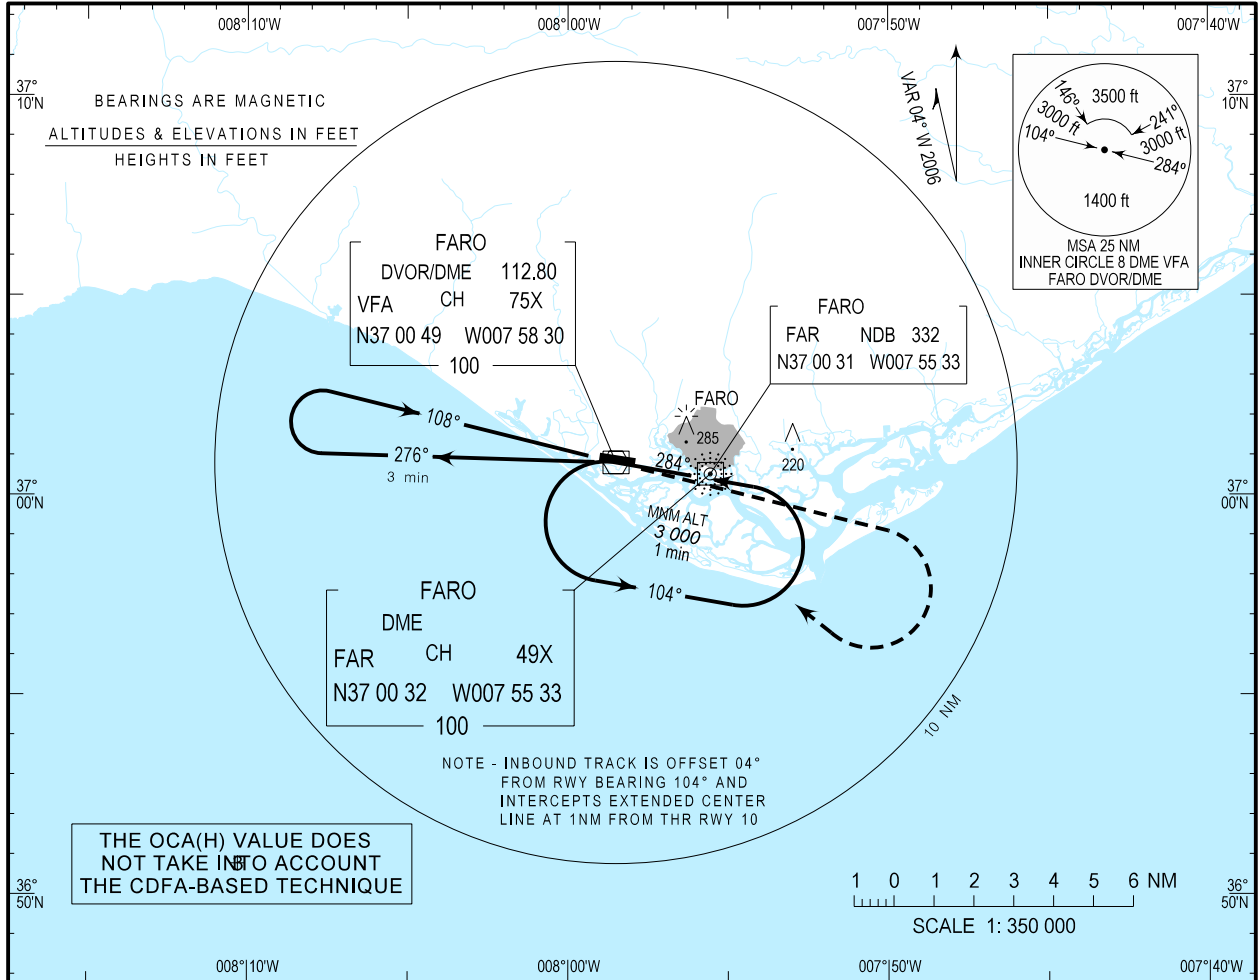 008°10'W
008°00'W
007°50'W
007°40'W
37°
10'N
37°
10'N
BEARINGS ARE MAGNETIC
ALTITUDES & ELEVATIONS IN FEET
HEIGHTS IN FEET
VAR 04° W 2006
146°
3500 ft
241°
3000 ft
3000 ft
104°
284°
1400 ft
MSA 25 NM
INNER CIRCLE 8 DME VFA
FARO DVOR/DME
FARO
DVOR/DME 112,80
VFA CH 75X
N37 00 49 W007 58 30
100
FARO
FAR NDB 332
N37 00 31 W007 55 33
FARO
108°
285
220
276°
3 min
284°
37°
00'N
37°
00'N
MNM ALT
3 000
1 min
104°
FARO
DME
FAR CH 49X
N37 00 32 W007 55 33
100
10 NM
NOTE - INBOUND TRACK IS OFFSET 04°
FROM RWY BEARING 104° AND
INTERCEPTS EXTENDED CENTER
LINE AT 1NM FROM THR RWY 10
THE OCA(H) VALUE DOES
NOT TAKE INTO ACCOUNT
THE CDFA-BASED TECHNIQUE
1 0 1 2 3 4 5 6 NM
SCALE 1: 350 000
36°
50'N
36°
50'N
008°10'W
008°00'W
007°50'W
007°40'W